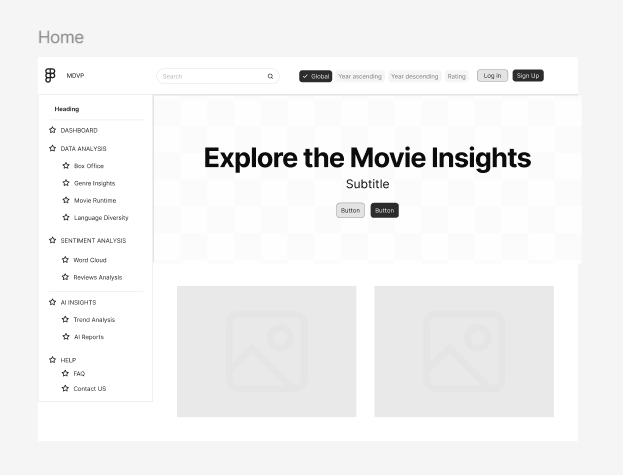 Home
MDVP
Search
Global
Year ascending
Year descending
Rating
Log in
Sign Up
Heading
DASHBOARD
DATA ANALYSIS
Box Office
Genre Insights
Movie Runtime
Language Diversity
SENTIMENT ANALYSIS
Word Cloud
Reviews Analysis
AI INSIGHTS
Trend Analysis
AI Reports
HELP
FAQ
Contact US
Explore the Movie Insights
Subtitle
Button
Button